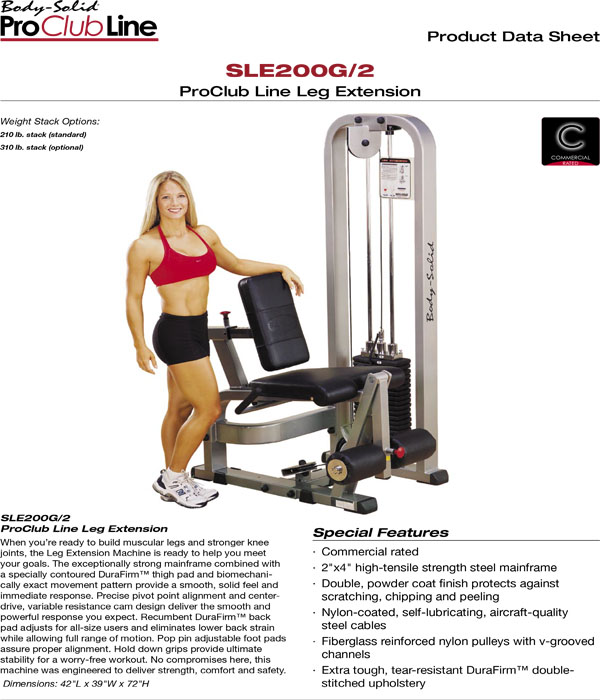 Body-Solid
ProClub Line
Product Data Sheet
SLE200G/2
ProClub Line Leg Extension
Weight Stack Options:
210 lb. stack (standard)
310 lb. stack (optional)
C
COMMERCIAL
RATED
Body-Solid
SLE200G/2
ProClub Line Leg Extension
When you're ready to build muscular legs and stronger knee
joints, the Leg Extension Machine is ready to help you meet
your goals. The exceptionally strong mainframe combined with
a specially contoured DuraFirm™ thigh pad and biomechani-
cally exact movement pattern provide a smooth, solid feel and
immediate response. Precise pivot point alignment and center-
drive, variable resistance cam design deliver the smooth and
powerful response you expect. Recumbent DuraFirm™ back
pad adjusts for all-size users and eliminates lower back strain
while allowing full range of motion. Pop pin adjustable foot pads
assure proper alignment. Hold down grips provide ultimate
stability for a worry-free workout. No compromises here, this
machine was engineered to deliver strength, comfort and safety.
Dimensions: 42"L x 39"W x 72"H
Special Features
· Commercial rated
· 2"x4" high-tensile strength steel mainframe
· Double, powder coat finish protects against
scratching, chipping and peeling
· Nylon-coated, self-lubricating, aircraft-quality
steel cables
· Fiberglass reinforced nylon pulleys with v-grooved
channels
· Extra tough, tear-resistant DuraFirm™ double-
stitched upholstery